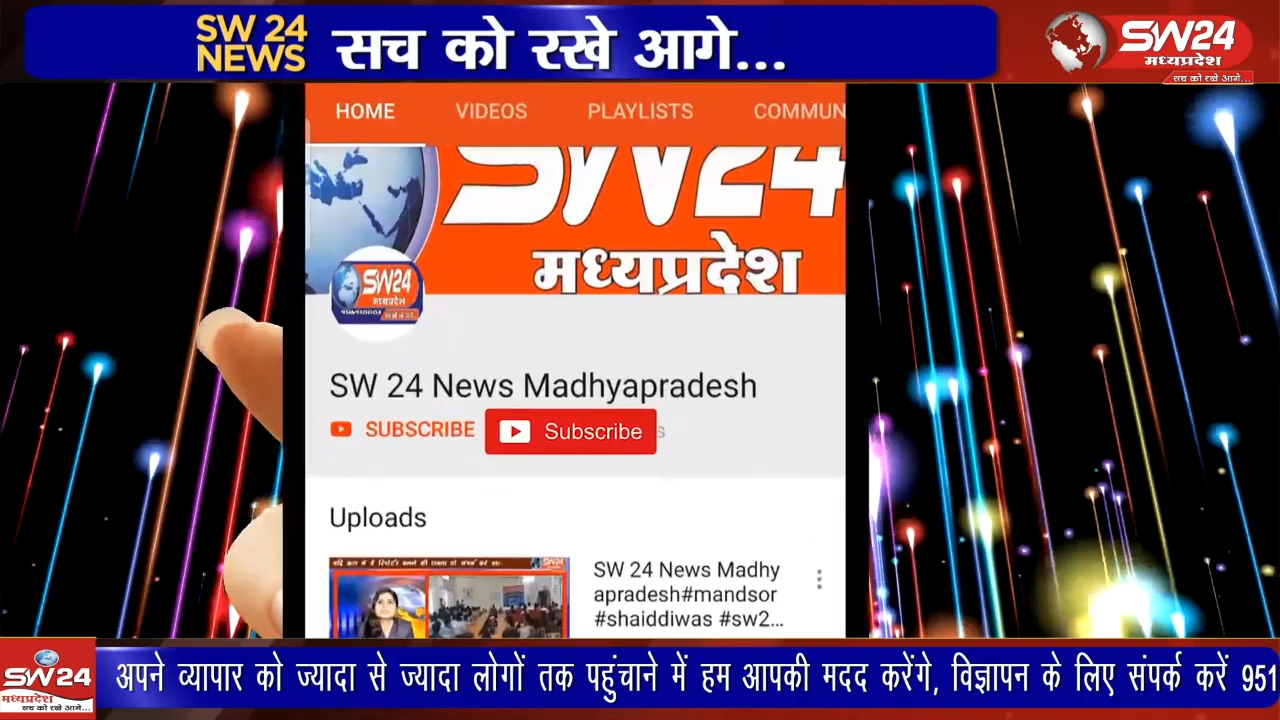 SW 24
NEWS
सच को रखे आगे...
SW24
मध्यप्रदेश
सच को रखे आगे...
HOME VIDEOS PLAYLISTS COMMUN
SW24
मध्यप्रदेश
SW24
मध्यप्रदेश
SW 24 News Madhyapradesh
SUBSCRIBE
Subscribe
s
Uploads
SW 24 News Madhy
apradesh#mandsor
#shaiddiwas #sw2...
SW24
मध्यप्रदेश
सच को रखे आगे...
अपने व्यापार को ज्यादा से ज्यादा लोगों तक पहुंचाने में हम आपकी मदद करेंगे, विज्ञापन के लिए संपर्क करें 951